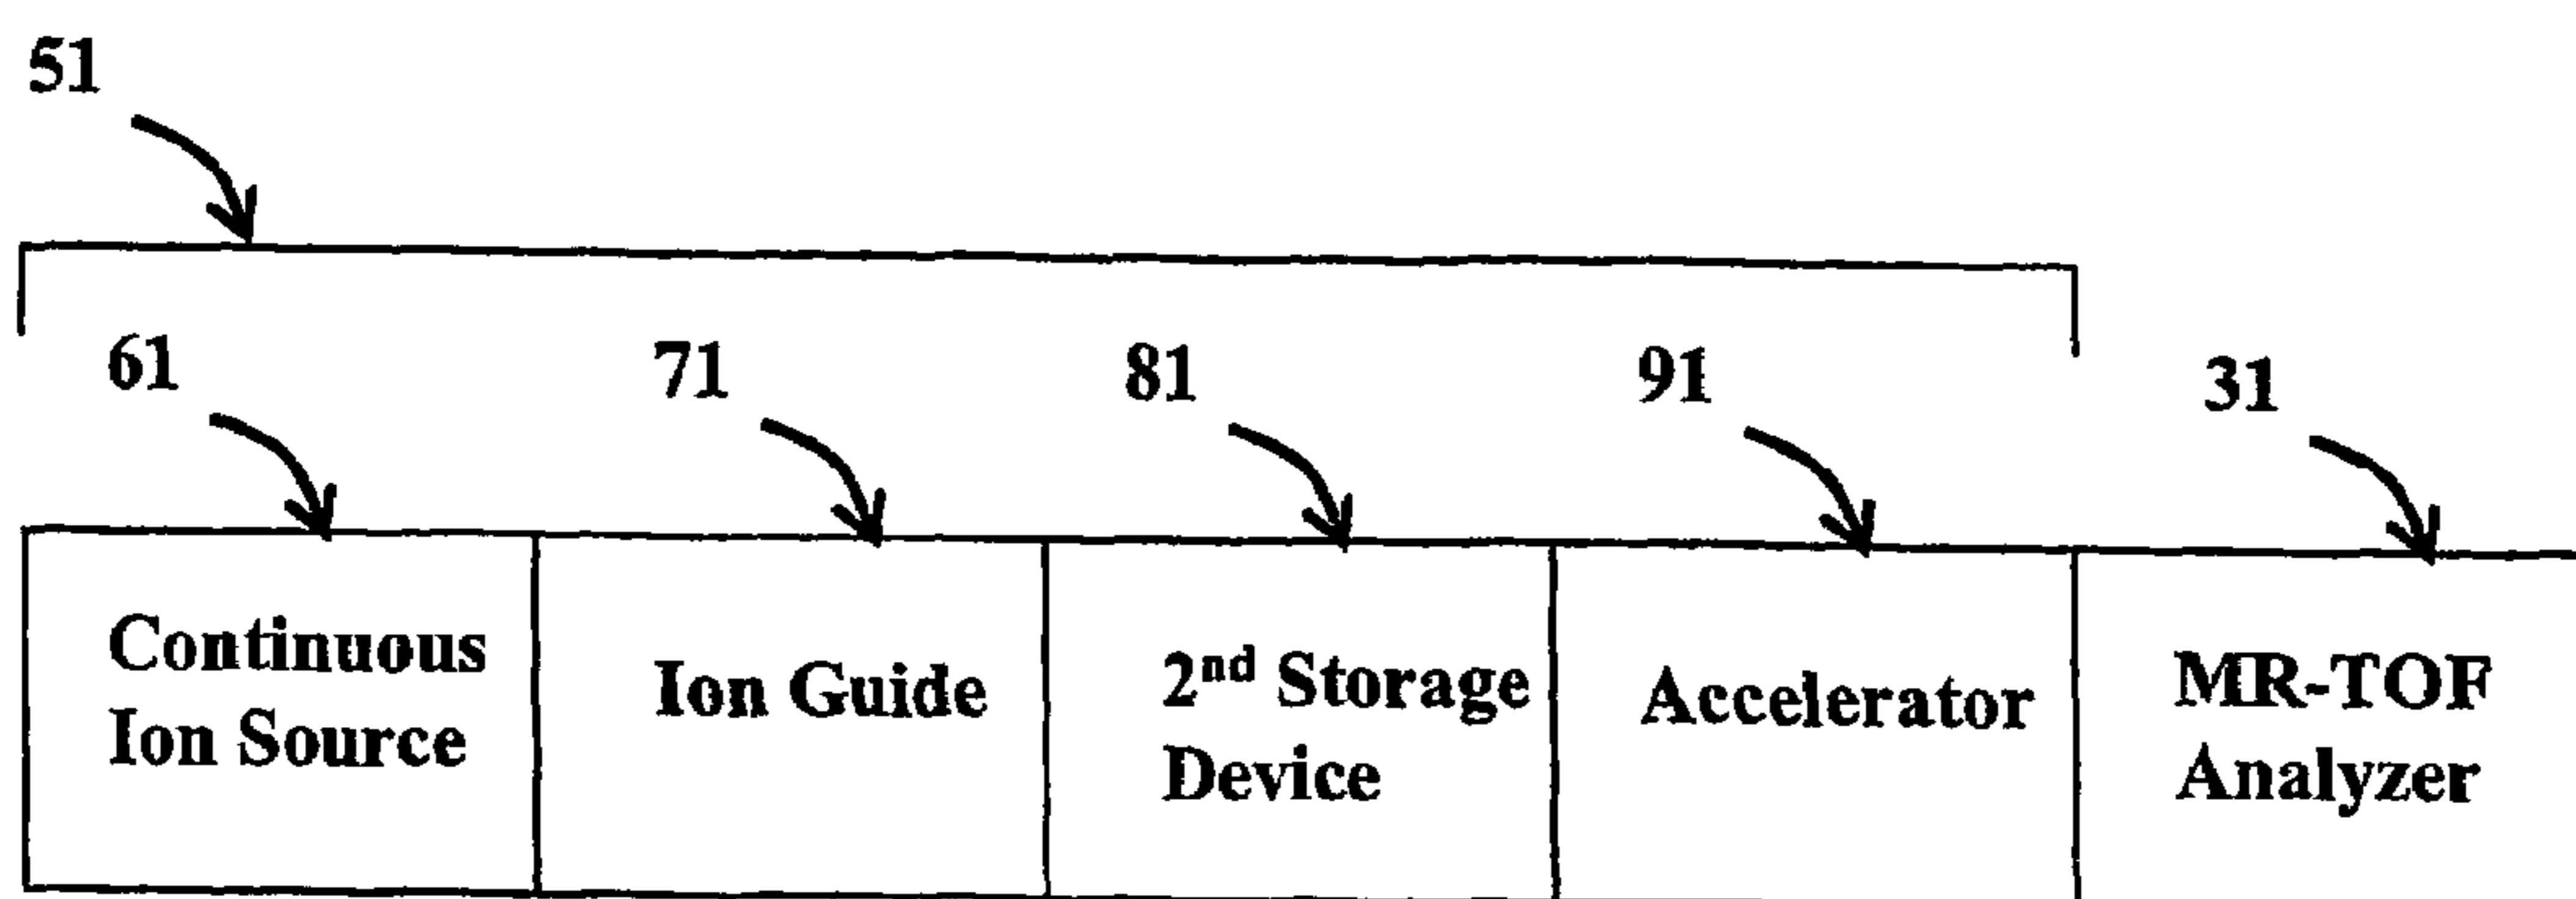 51
61 71 81 91 31
Continuous
Ion Source
Ion Guide
2nd Storage
Device
Accelerator
MR-TOF
Analyzer